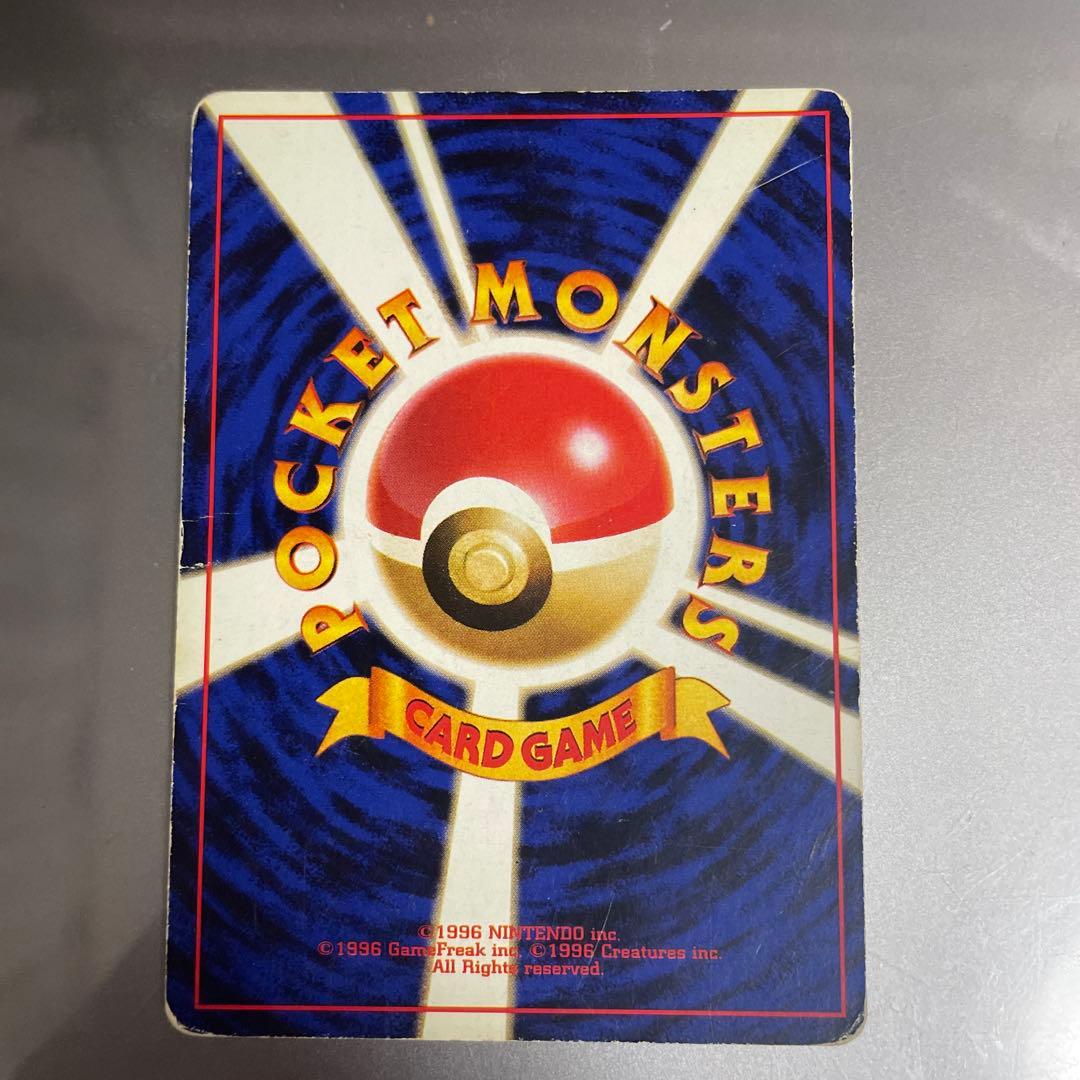 POCKET MONSTERS
CARD GAME
©1996 NINTENDO inc.
©1996 GameFreak inc. ©1996 Creatures inc.
All Rights reserved.